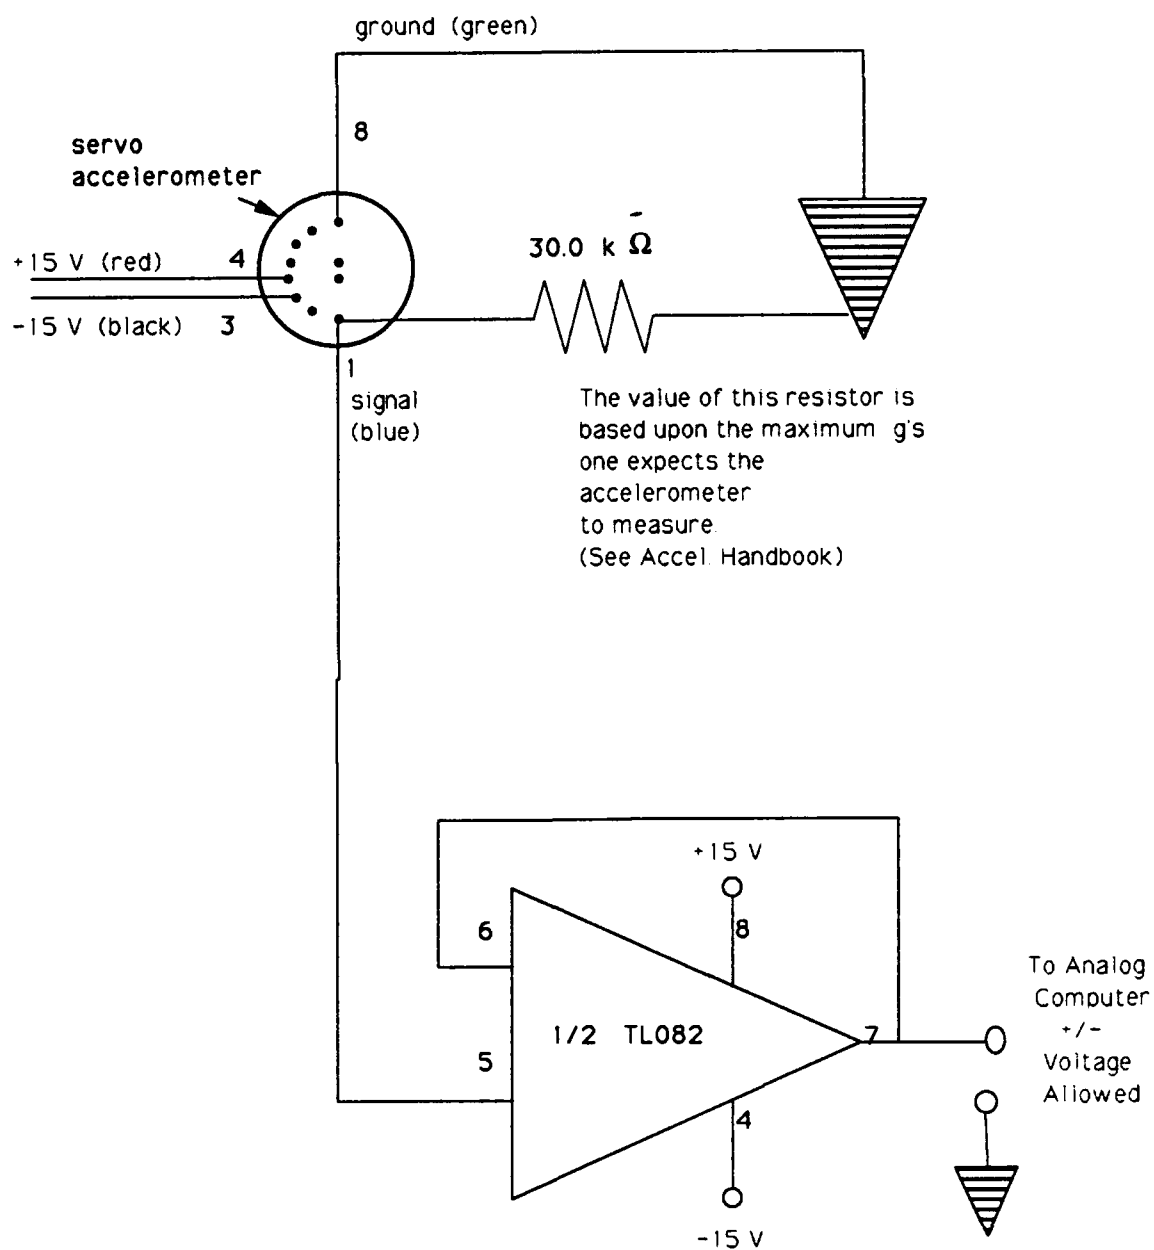 ground (green)
8
servo
accelerometer
+15 V (red)
4
-15 V (black)
3
30.0 k Ω
1
signal
(blue)
The value of this resistor is
based upon the maximum g's
one expects the
accelerometer
to measure.
(See Accel. Handbook)
+15 V
6
8
1/2 TL082
7
5
4
-15 V
To Analog
Computer
+/-
Voltage
Allowed